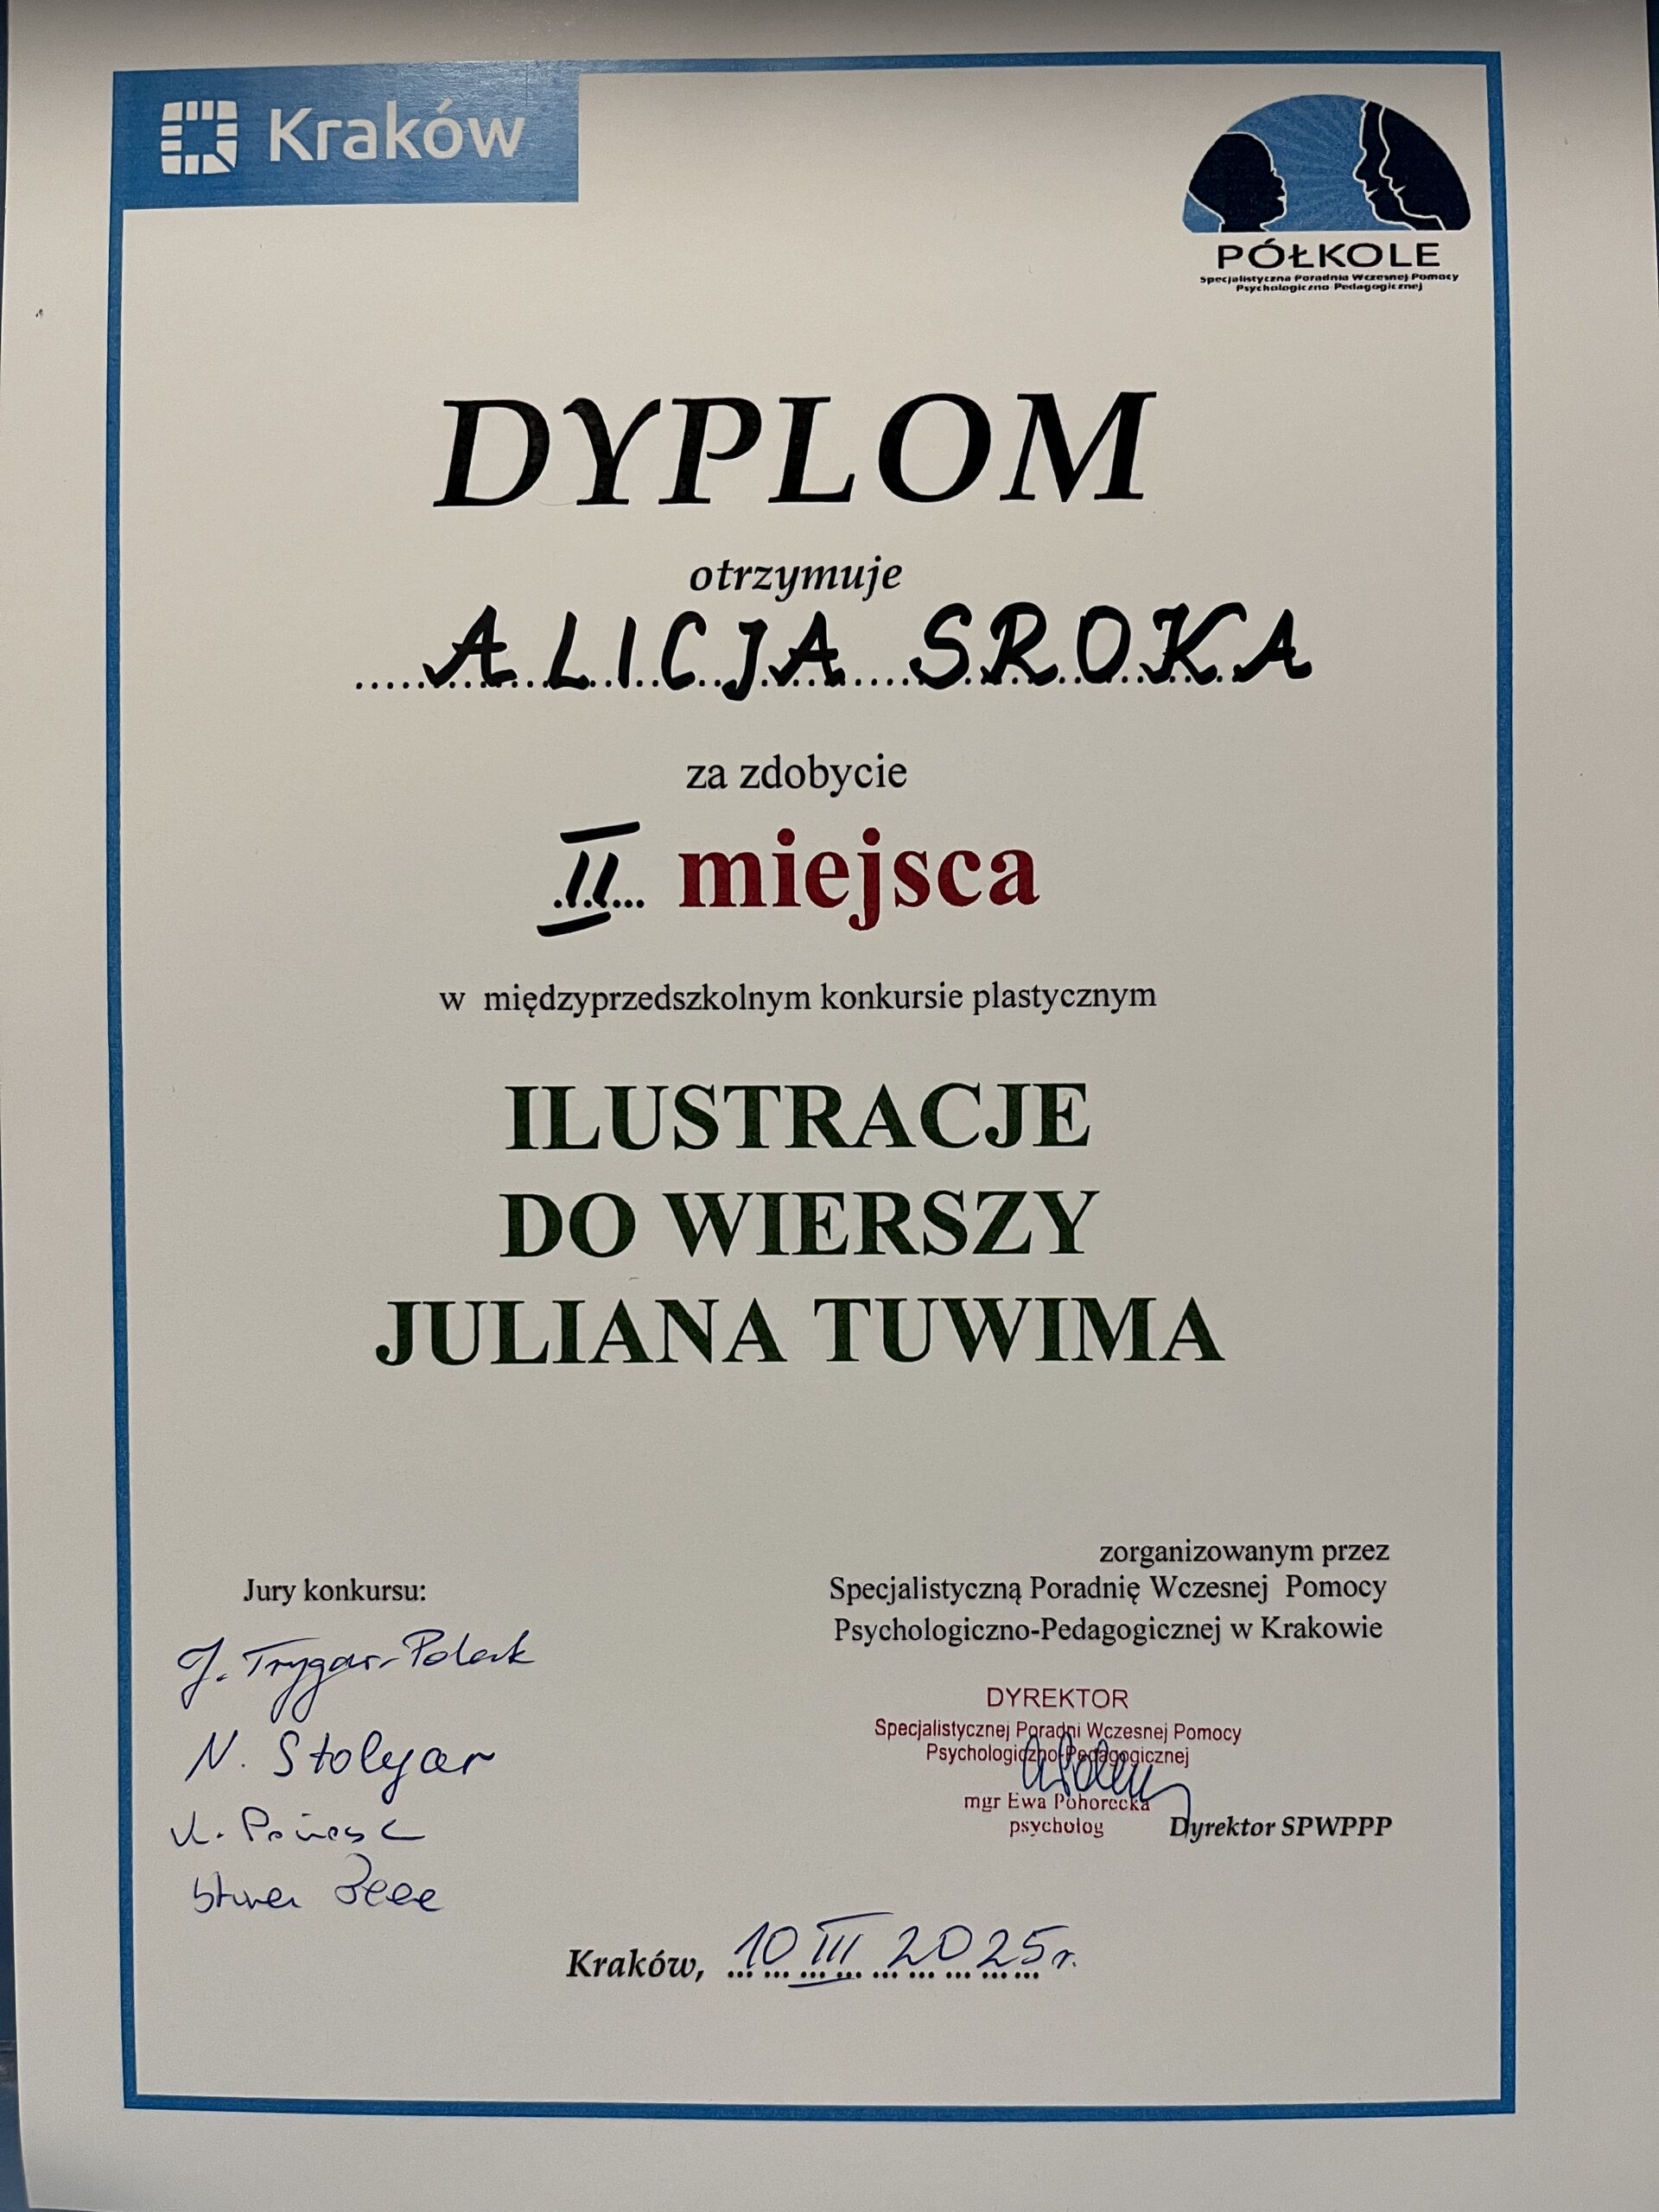 Kraków
PÓŁKOLE
Specjalistyczna Poradnia Wczesnej Pomocy
Psychologiczno-Pedagogicznej
DYPLOM
otrzymuje
ALICJA SROKA
za zdobycie
II miejsca
w międzyprzedszkolnym konkursie plastycznym
ILUSTRACJE
DO WIERSZY
JULIANA TUWIMA
zorganizowanym przez
Specjalistyczną Poradnię Wczesnej Pomocy
Psychologiczno-Pedagogicznej w Krakowie
Jury konkursu:
J. Trygar-Polak
N. Stolyar
DYREKTOR
Specjalistycznej Poradni Wczesnej Pomocy
Psychologiczno-Pedagogicznej
mgr Ewa Pohorecka
psycholog
Dyrektor SPWPPP
Kraków, 10 III 2025 r.